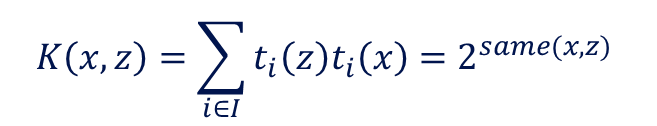 K(x, z) = ∑_{i∈I} t_i(z)t_i(x) = 2^{same(x,z)}